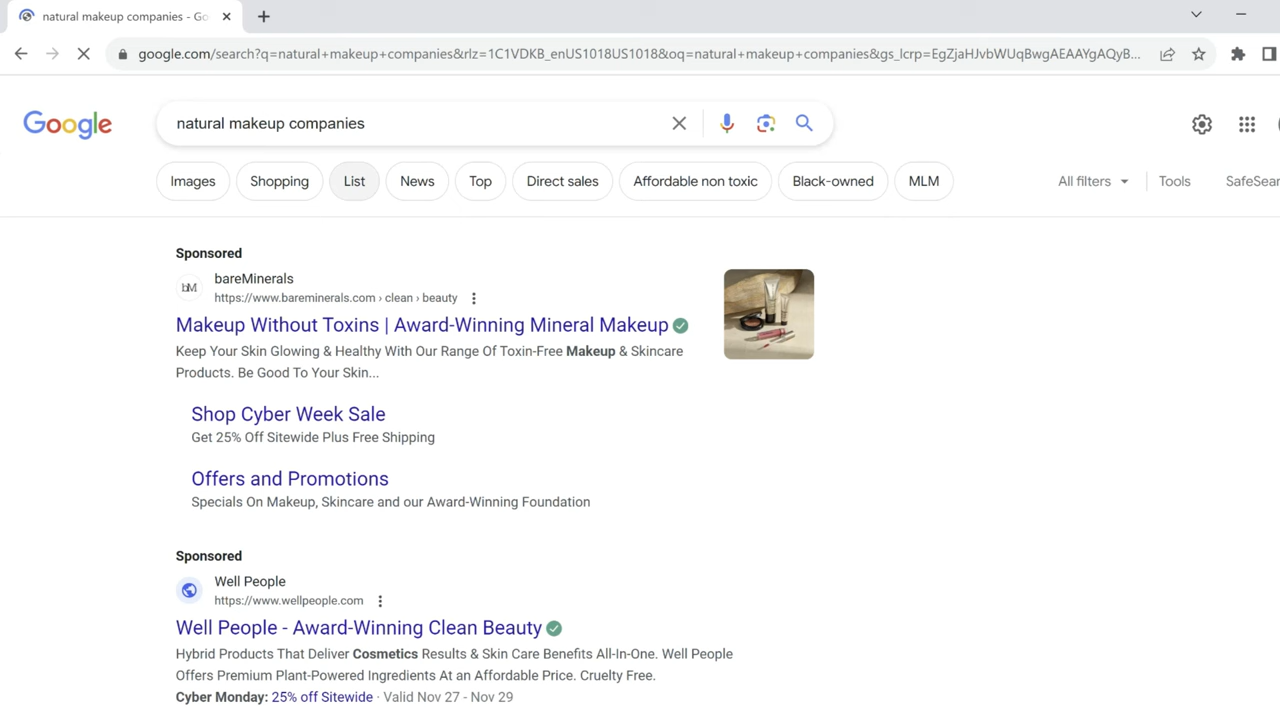 natural makeup companies - Go
google.com/search?q=natural+makeup+companies&rlz=1C1VDKB_enUS1018US1018&oq=natural+makeup+companies&gs_lcrp=EgZjaHJvbWUqBwgAEAAYgAQyB...
Google
natural makeup companies
Images Shopping List News Top Direct sales Affordable non toxic Black-owned MLM All filters Tools SafeSear
Sponsored
bM bareMinerals
https://www.bareminerals.com › clean › beauty
Makeup Without Toxins | Award-Winning Mineral Makeup
Keep Your Skin Glowing & Healthy With Our Range Of Toxin-Free Makeup & Skincare
Products. Be Good To Your Skin...
Shop Cyber Week Sale
Get 25% Off Sitewide Plus Free Shipping
Offers and Promotions
Specials On Makeup, Skincare and our Award-Winning Foundation
Sponsored
Well People
https://www.wellpeople.com
Well People - Award-Winning Clean Beauty
Hybrid Products That Deliver Cosmetics Results & Skin Care Benefits All-In-One. Well People
Offers Premium Plant-Powered Ingredients At an Affordable Price. Cruelty Free.
Cyber Monday: 25% off Sitewide · Valid Nov 27 - Nov 29